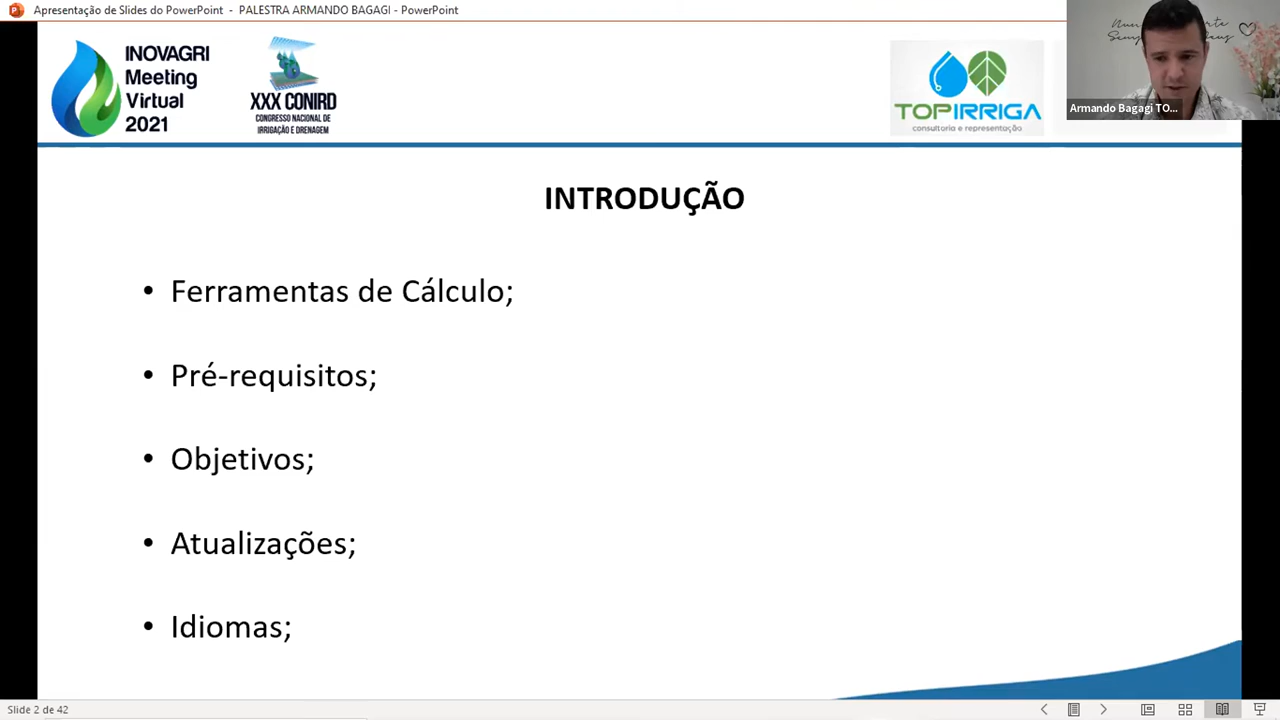 Apresentação de Slides do PowerPoint - PALESTRA ARMANDO BAGAGI - PowerPoint
INOVAGRI
Meeting
Virtual
2021
XXX CONIRD
CONGRESSO NACIONAL DE
IRRIGAÇÃO E DRENAGEM
TOPIRRIGA
consultoria e representação
Armando Bagagi TO...
INTRODUÇÃO
• Ferramentas de Cálculo;
• Pré-requisitos;
• Objetivos;
• Atualizações;
• Idiomas;
Slide 2 de 42